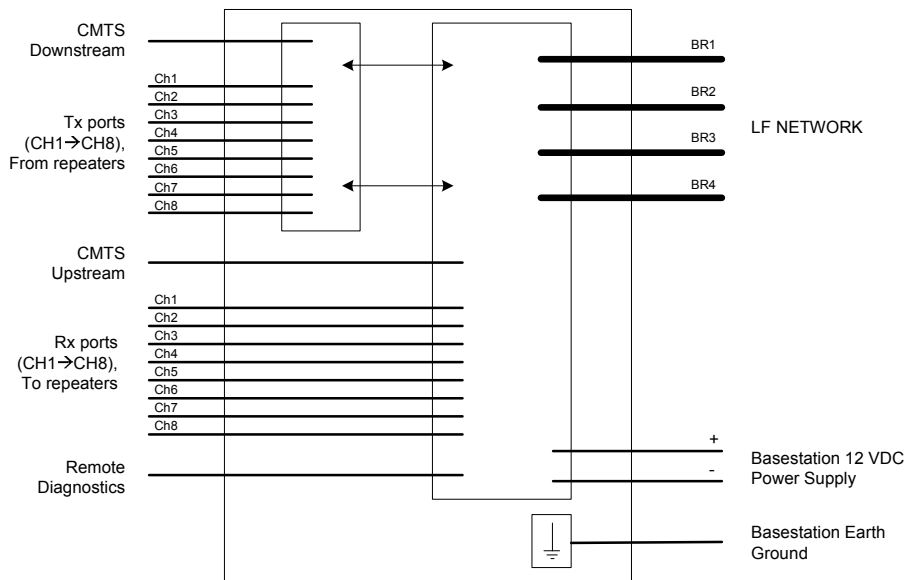 CMTS
Downstream
Ch1
Ch2
Ch3
Ch4
Ch5
Ch6
Ch7
Ch8
Tx ports
(CH1→CH8),
From repeaters
CMTS
Upstream
Ch1
Ch2
Ch3
Ch4
Ch5
Ch6
Ch7
Ch8
Rx ports
(CH1→CH8),
To repeaters
Remote
Diagnostics
BR1
BR2
BR3
BR4
LF NETWORK
+
-
Basestation 12 VDC
Power Supply
Basestation Earth
Ground